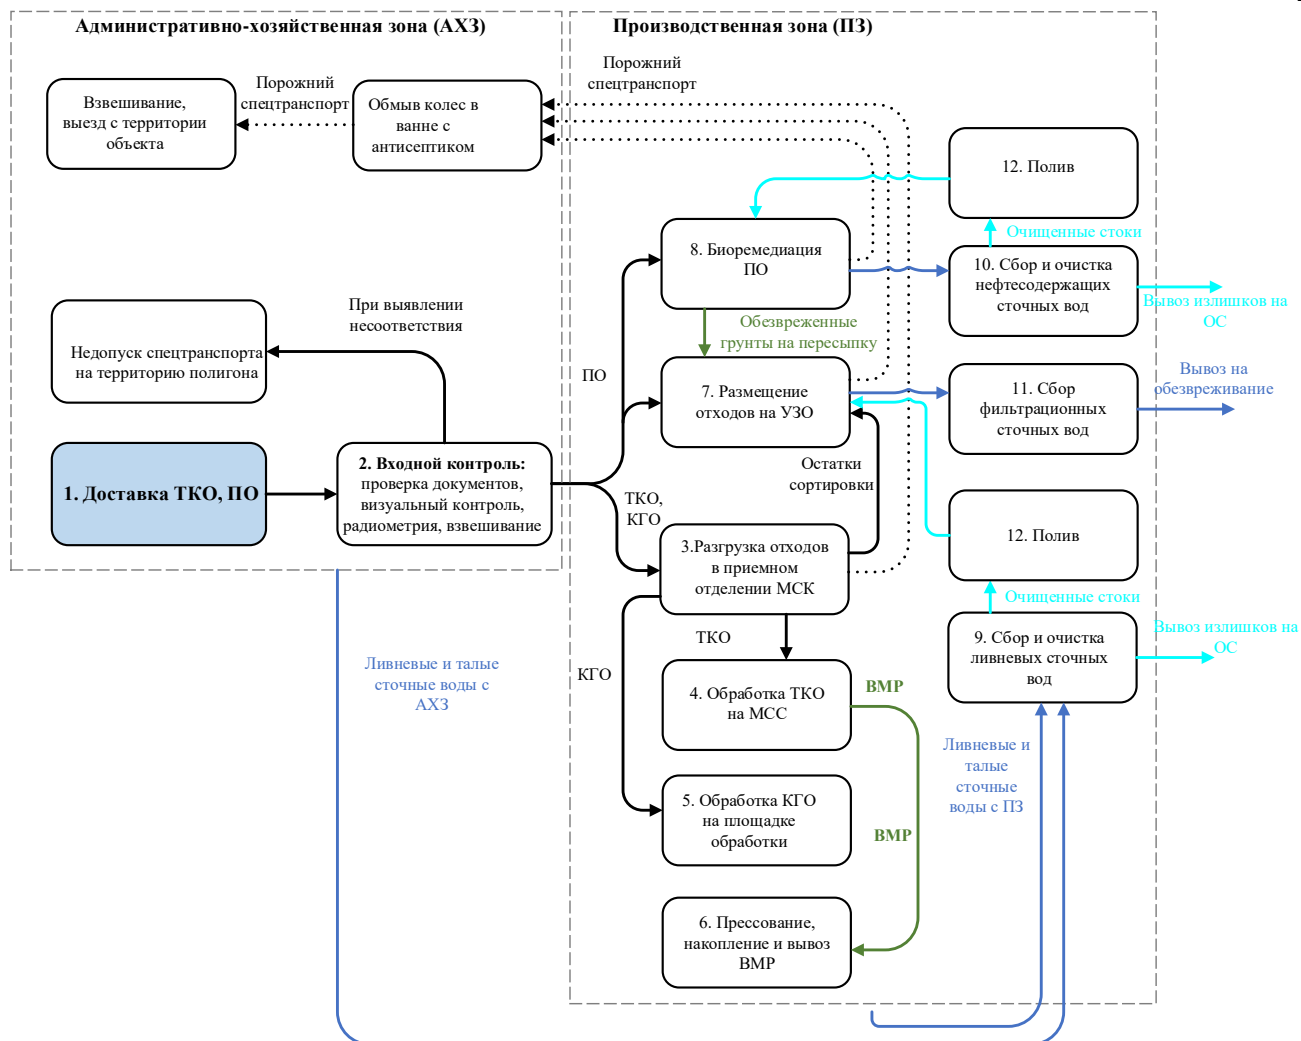 Административно-хозяйственная зона (АХЗ)
Производственная зона (ПЗ)
Взвешивание,
выезд с территории
объекта
Порожний
спецтранспорт
Обмыв колес в
ванне с
антисептиком
Порожний
спецтранспорт
12. Полив
Очищенные стоки
8. Биоремедиация
ПО
10. Сбор и очистка
нефтесодержащих
сточных вод
Вывоз излишков на
ОС
При выявлении
несоответствия
Недопуск спецтранспорта
на территорию полигона
Обезвреженные
грунты на пересыпку
ПО
7. Размещение
отходов на УЗО
11. Сбор
фильтрационных
сточных вод
Вывоз на
обезвреживание
1. Доставка ТКО, ПО
2. Входной контроль:
проверка документов,
визуальный контроль,
радиометрия, взвешивание
Остатки
сортировки
ТКО,
КГО
3.Разгрузка отходов
в приемном
отделении МСК
12. Полив
Очищенные стоки
ТКО
КГО
9. Сбор и очистка
ливневых сточных
вод
Вывоз излишков на
ОС
Ливневые и талые
сточные воды с
АХЗ
4. Обработка ТКО
на МСС
ВМР
Ливневые и
талые
сточные
воды с ПЗ
5. Обработка КГО
на площадке
обработки
ВМР
6. Прессование,
накопление и вывоз
ВМР